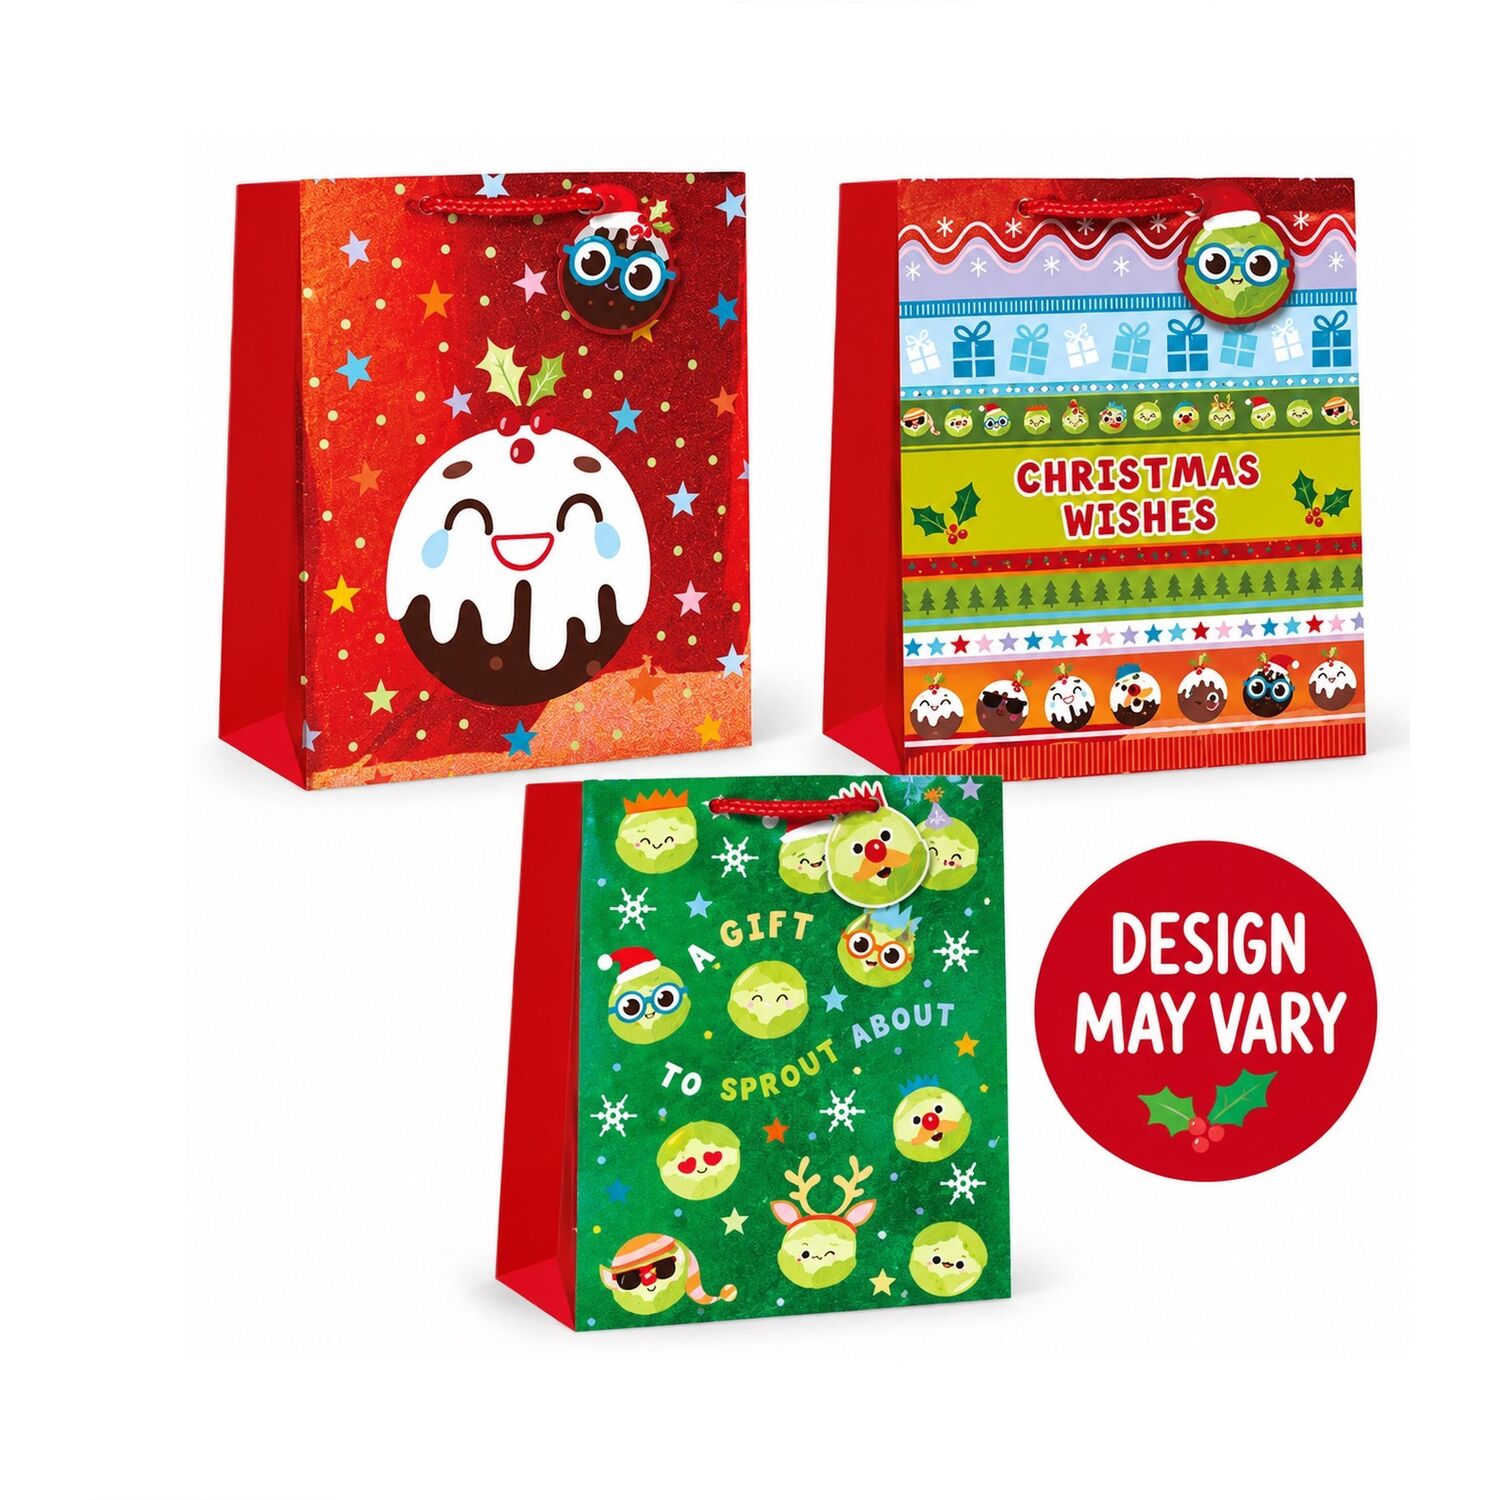 CHRISTMAS
WISHES
A GIFT
TO SPROUT ABOUT
DESIGN
MAY VARY